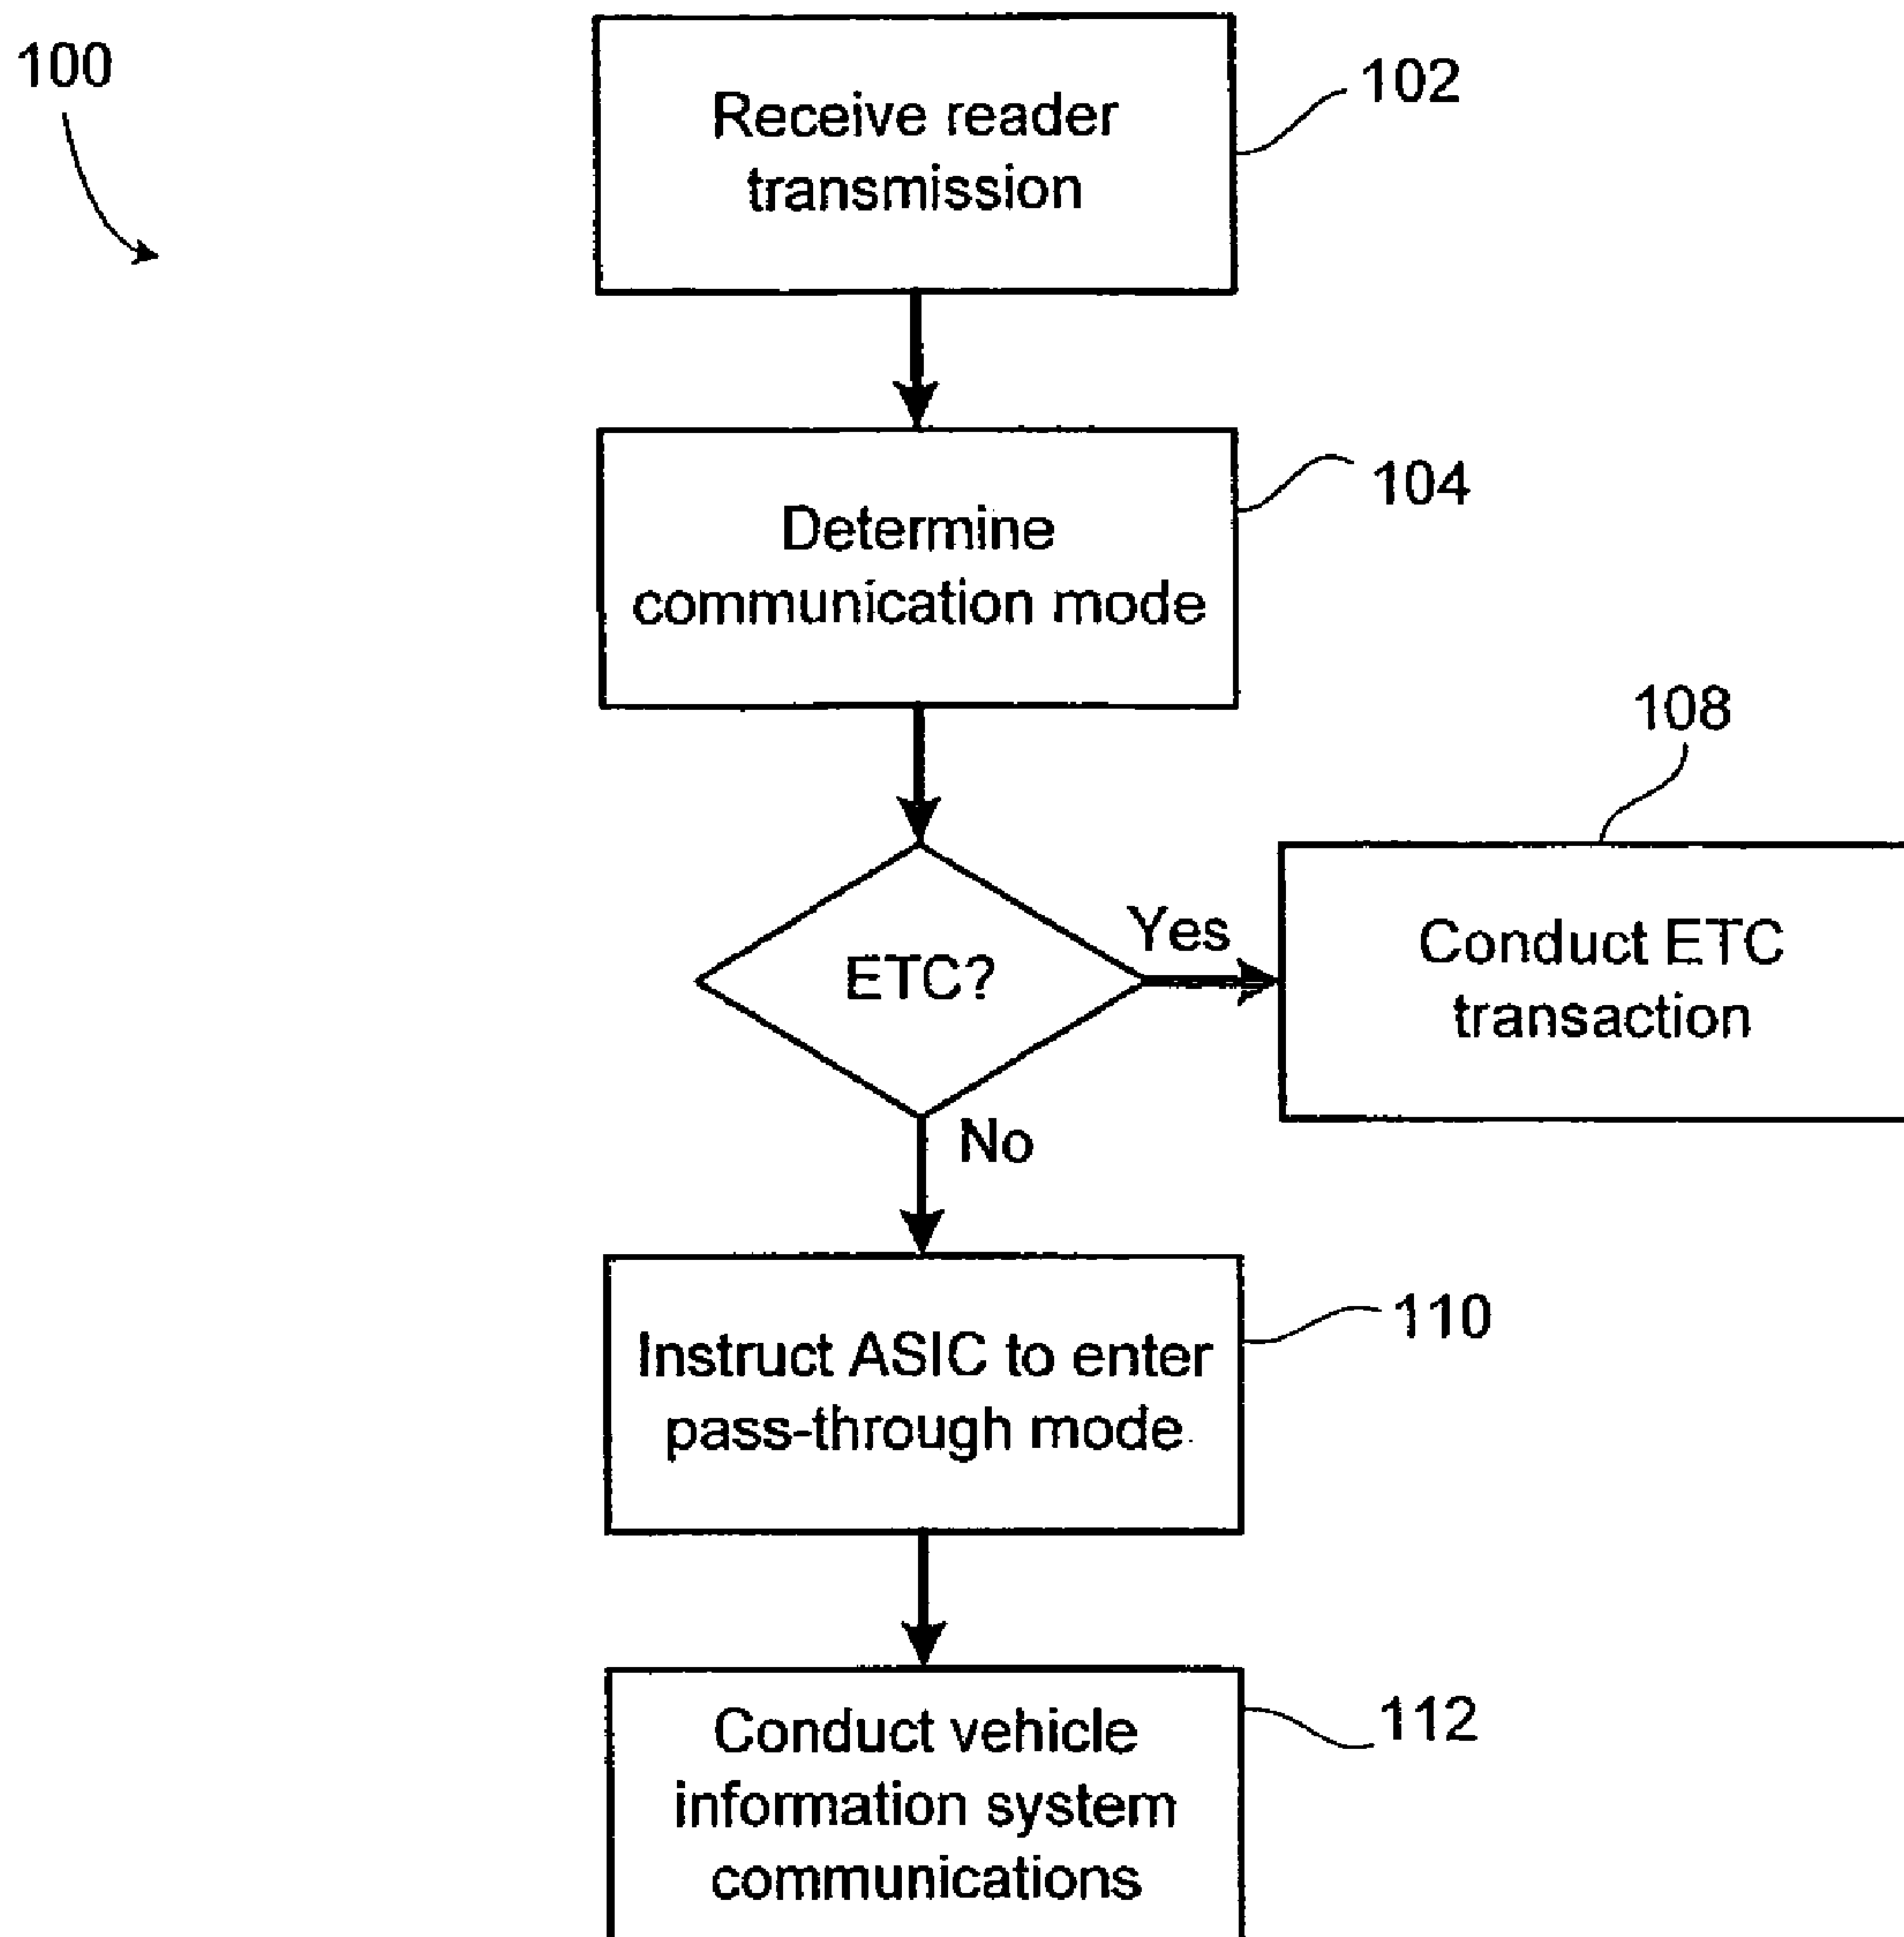 100
Receive reader
transmission
102
Determine
communication mode
104
108
ETC?
Yes
Conduct ETC
transaction
No
Instruct ASIC to enter
pass-through mode
110
Conduct vehicle
information system
communications
112